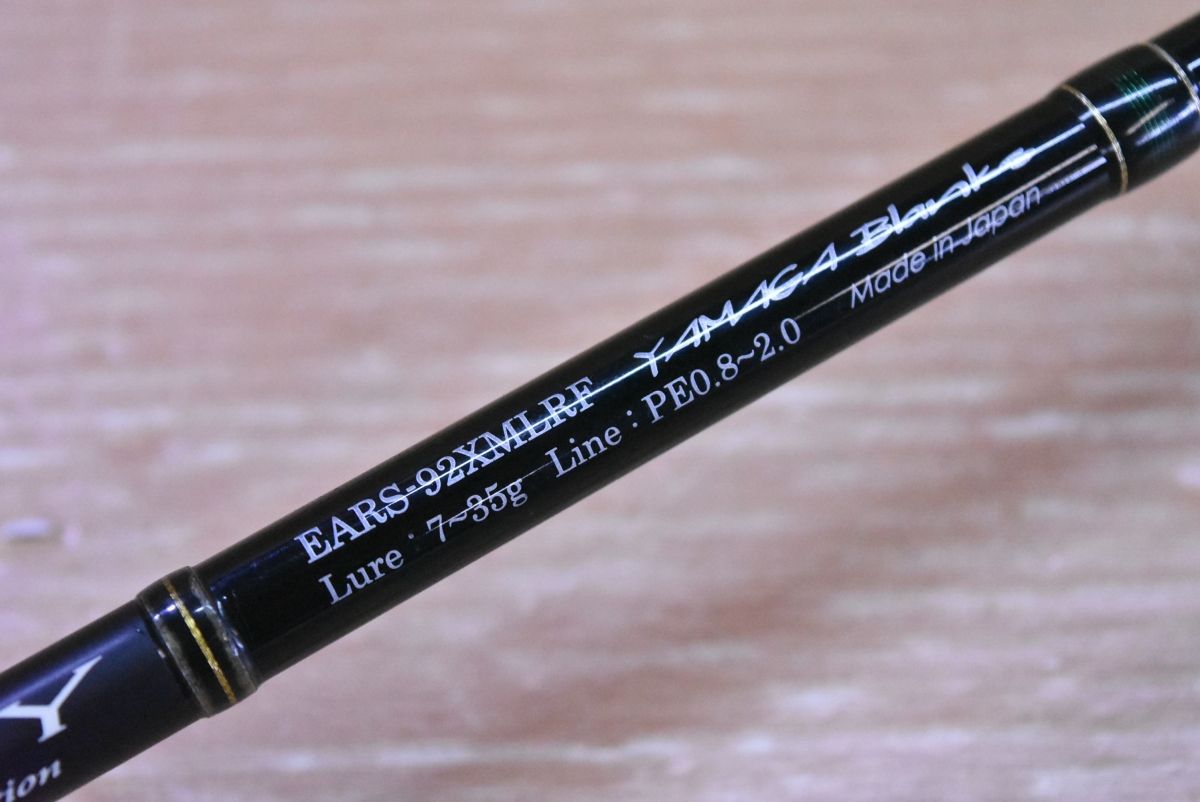 EARS-92XMLRF YAMAGA Blanks
Lure : 7~35g Line : PE0.8~2.0 Made in Japan
Y